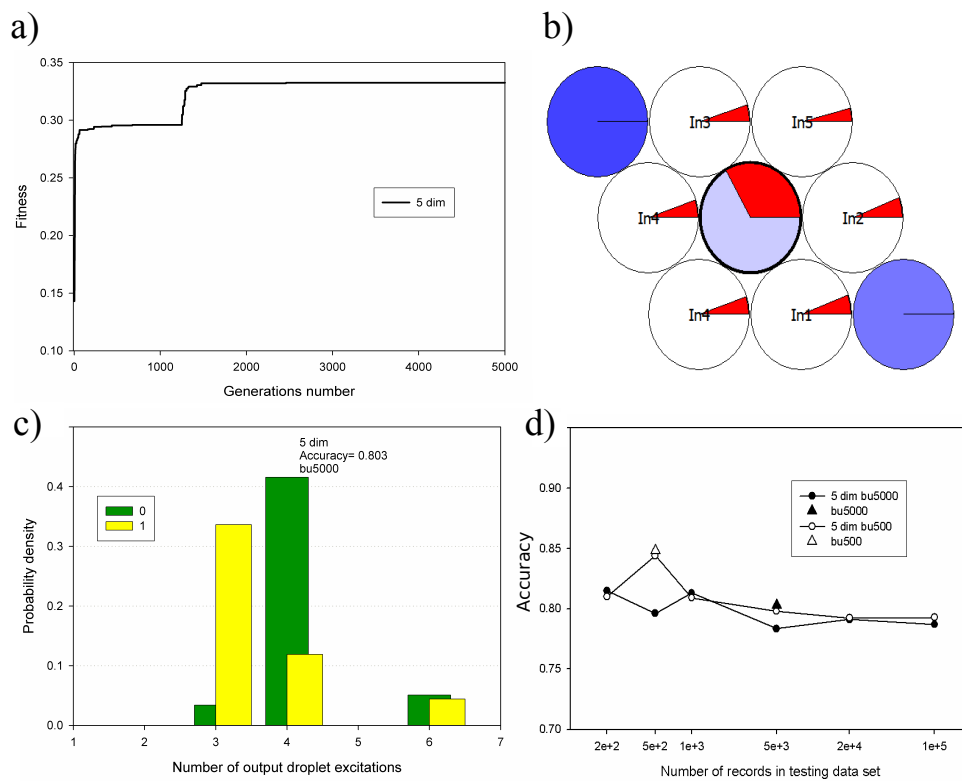 a)
0.35
0.30
0.25
0.20
0.15
0.10
Fitness
5 dim
0
1000
2000
3000
4000
5000
Generations number
b)
In3
In5
In4
In2
In4
In1
c)
0.4
0.3
0.2
0.1
0.0
Probability density
0
1
5 dim
Accuracy= 0.803
bu5000
1
2
3
4
5
6
7
Number of output droplet excitations
d)
0.90
0.85
0.80
0.75
0.70
Accuracy
5 dim bu5000
bu5000
5 dim bu500
bu500
2e+2
5e+2
1e+3
5e+3
2e+4
1e+5
Number of records in testing data set